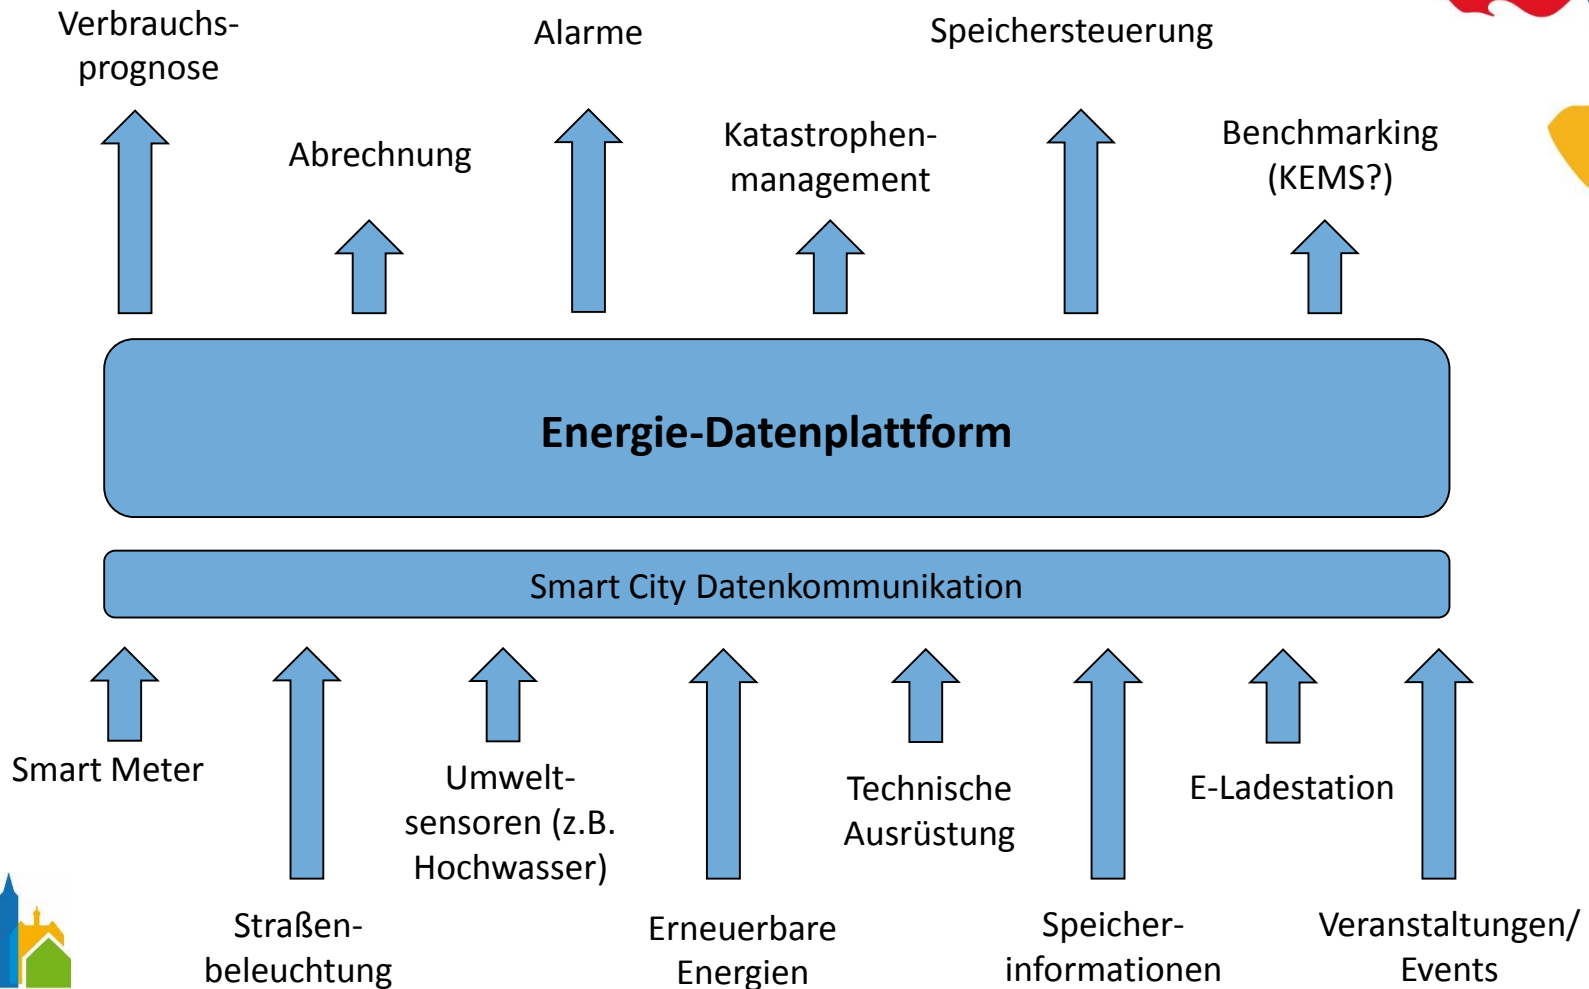 Verbrauchs-
prognose
Alarme
Speichersteuerung
Abrechnung
Katastrophen-
management
Benchmarking
(KEMS?)
Energie-Datenplattform
Smart City Datenkommunikation
Smart Meter
Umwelt-
sensoren (z.B.
Hochwasser)
Technische
Ausrüstung
E-Ladestation
Straßen-
beleuchtung
Erneuerbare
Energien
Speicher-
informationen
Veranstaltungen/
Events